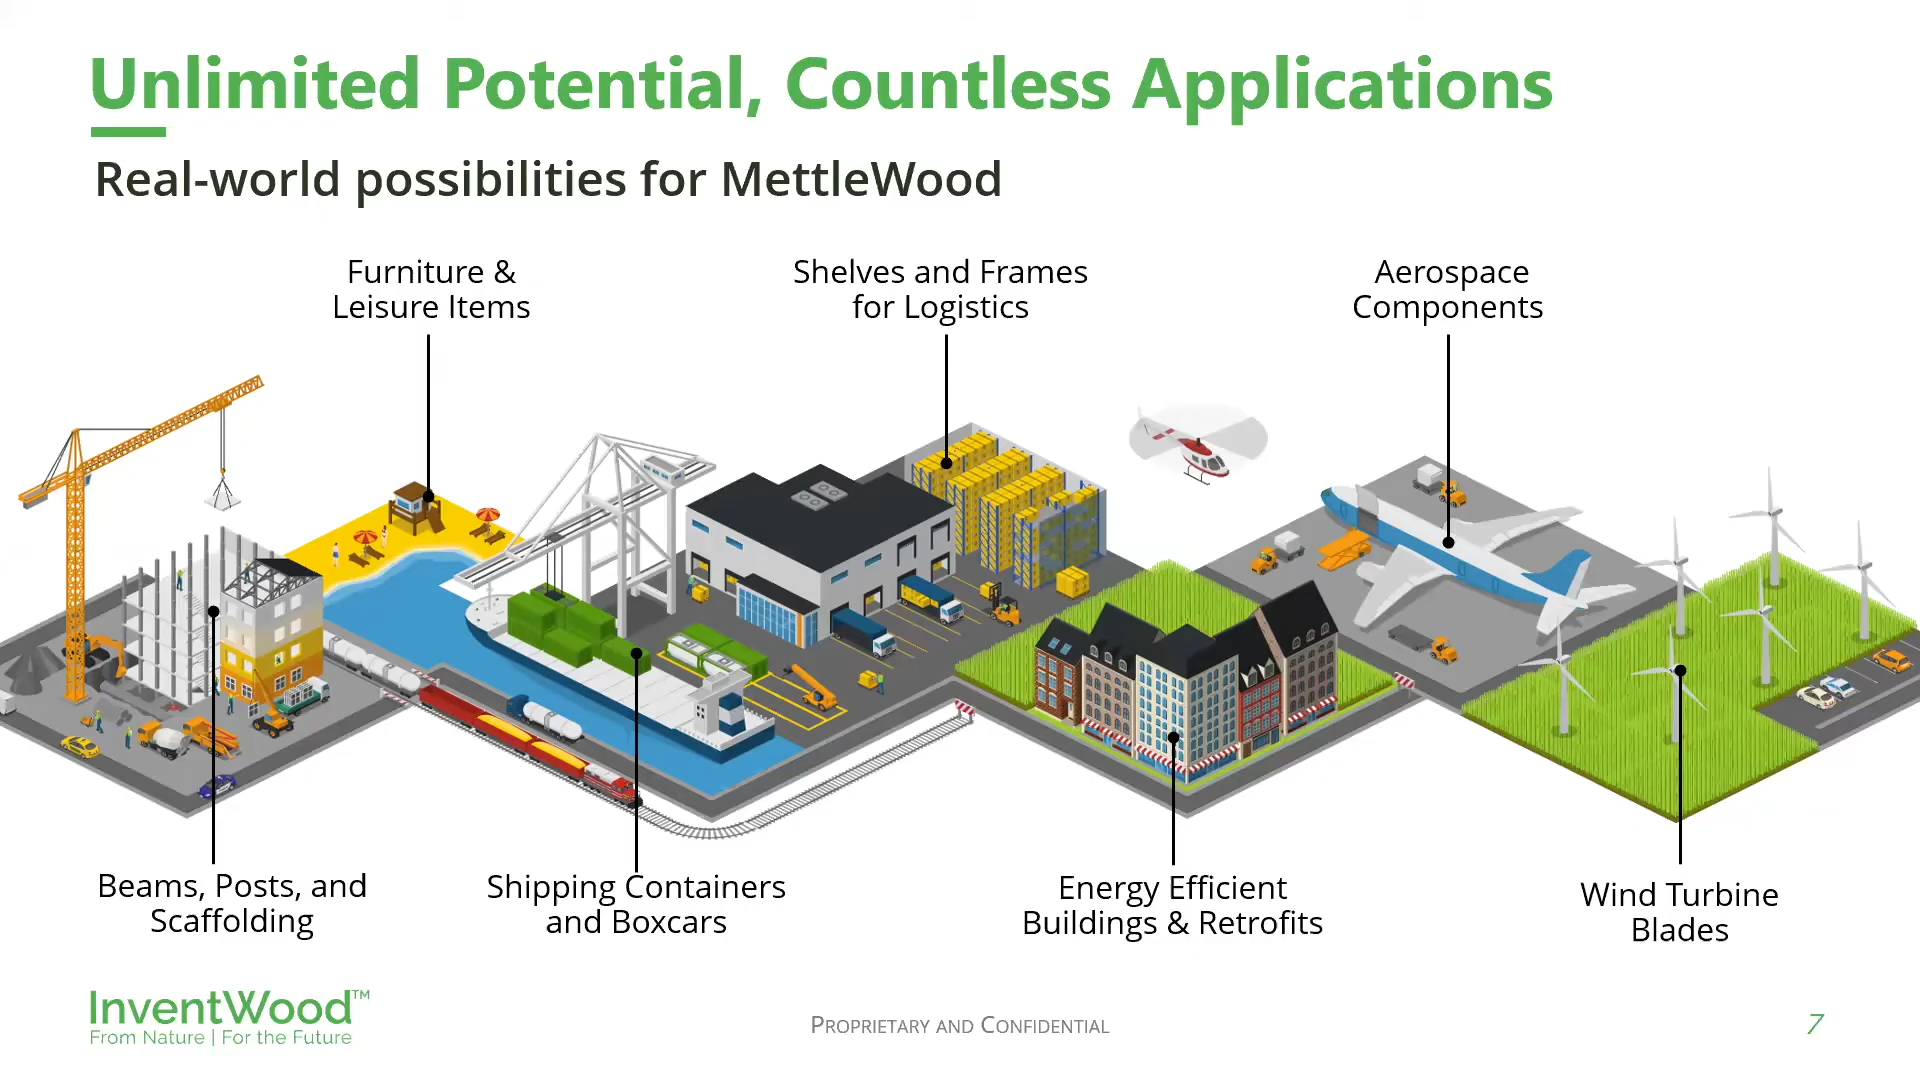 Unlimited Potential, Countless Applications
Real-world possibilities for MettleWood
Furniture &
Leisure Items
Shelves and Frames
for Logistics
Aerospace
Components
Beams, Posts, and
Scaffolding
Shipping Containers
and Boxcars
Energy Efficient
Buildings & Retrofits
Wind Turbine
Blades
InventWood™
From Nature | For the Future
PROPRIETARY AND CONFIDENTIAL
7